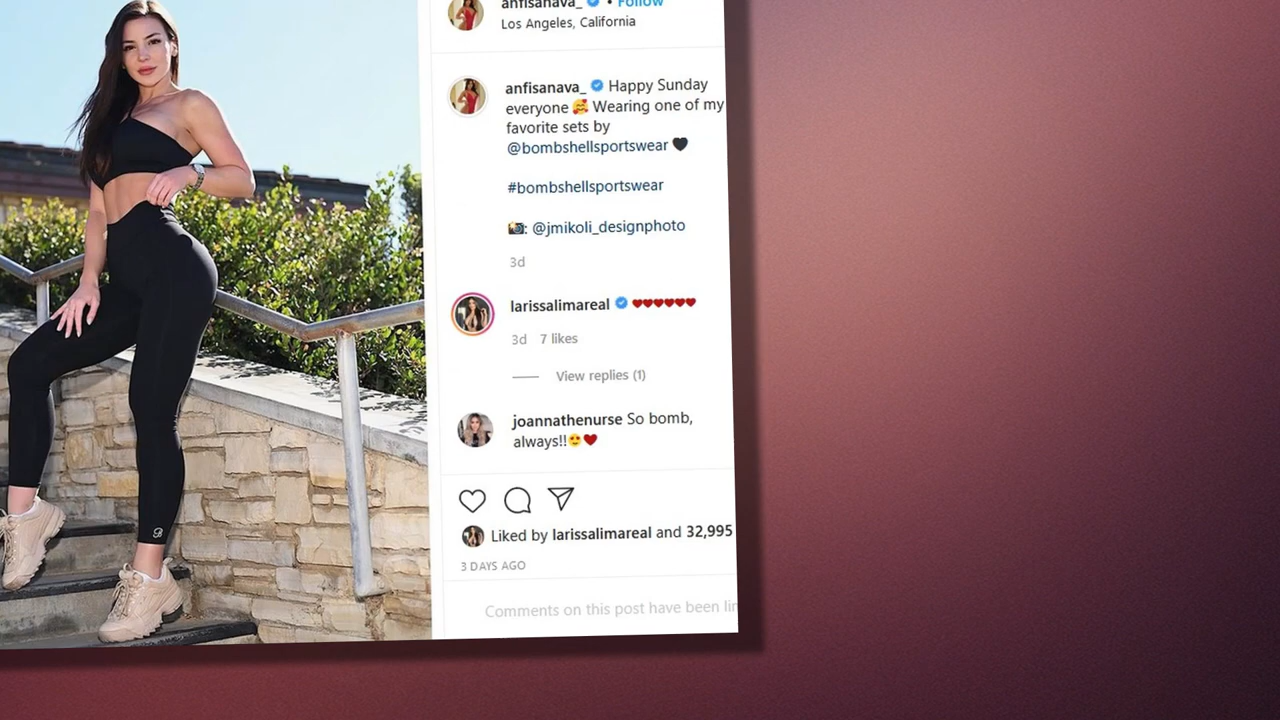 anfisanava_ • Follow
Los Angeles, California
anfisanava_ Happy Sunday
everyone 🥰 Wearing one of my
favorite sets by
@bombshellsportswear 🖤
#bombshellsportswear
📸: @jmikoli_designphoto
3d
larissalimareal ♥♥♥♥♥♥
3d 7 likes
View replies (1)
joannathenurse So bomb,
always!!😍❤
Liked by larissalimareal and 32,995
3 DAYS AGO
Comments on this post have been